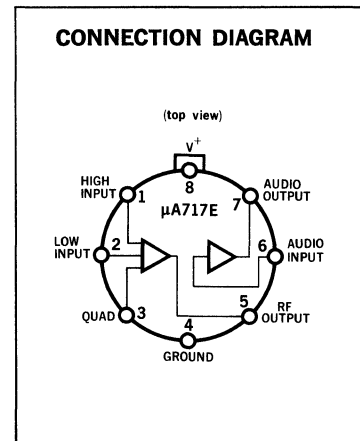 CONNECTION DIAGRAM
(top view)
V+
8
HIGH
INPUT
1
μA717E
7
AUDIO
OUTPUT
LOW
INPUT
2
6
AUDIO
INPUT
QUAD
3
4
5
RF
OUTPUT
GROUND